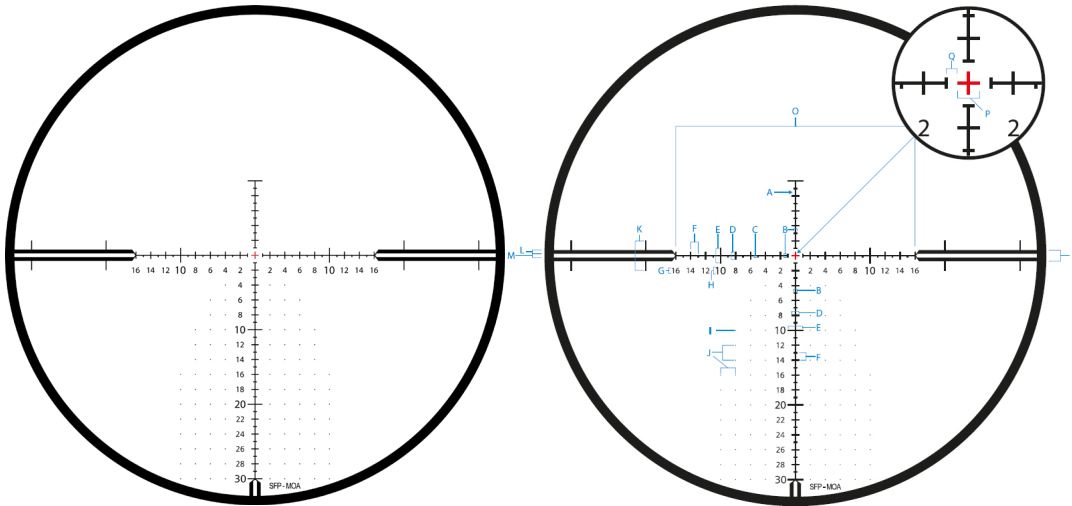 16 14 12 10 8 6 4 2 2 4 6 8 10 12 14 16
4
6
8
10
12
14
16
18
20
22
24
26
28
30
SFP-MOA
Q
P
2 2
O
A
K F E D C B
L
M
G 16 14 12 10 8 6 4 2 2 4 6 8 10 12 14 16
H
4 B
6
8 D
I 10 E
12
J 14 F
16
18
20
22
24
26
28
30
SFP-MOA